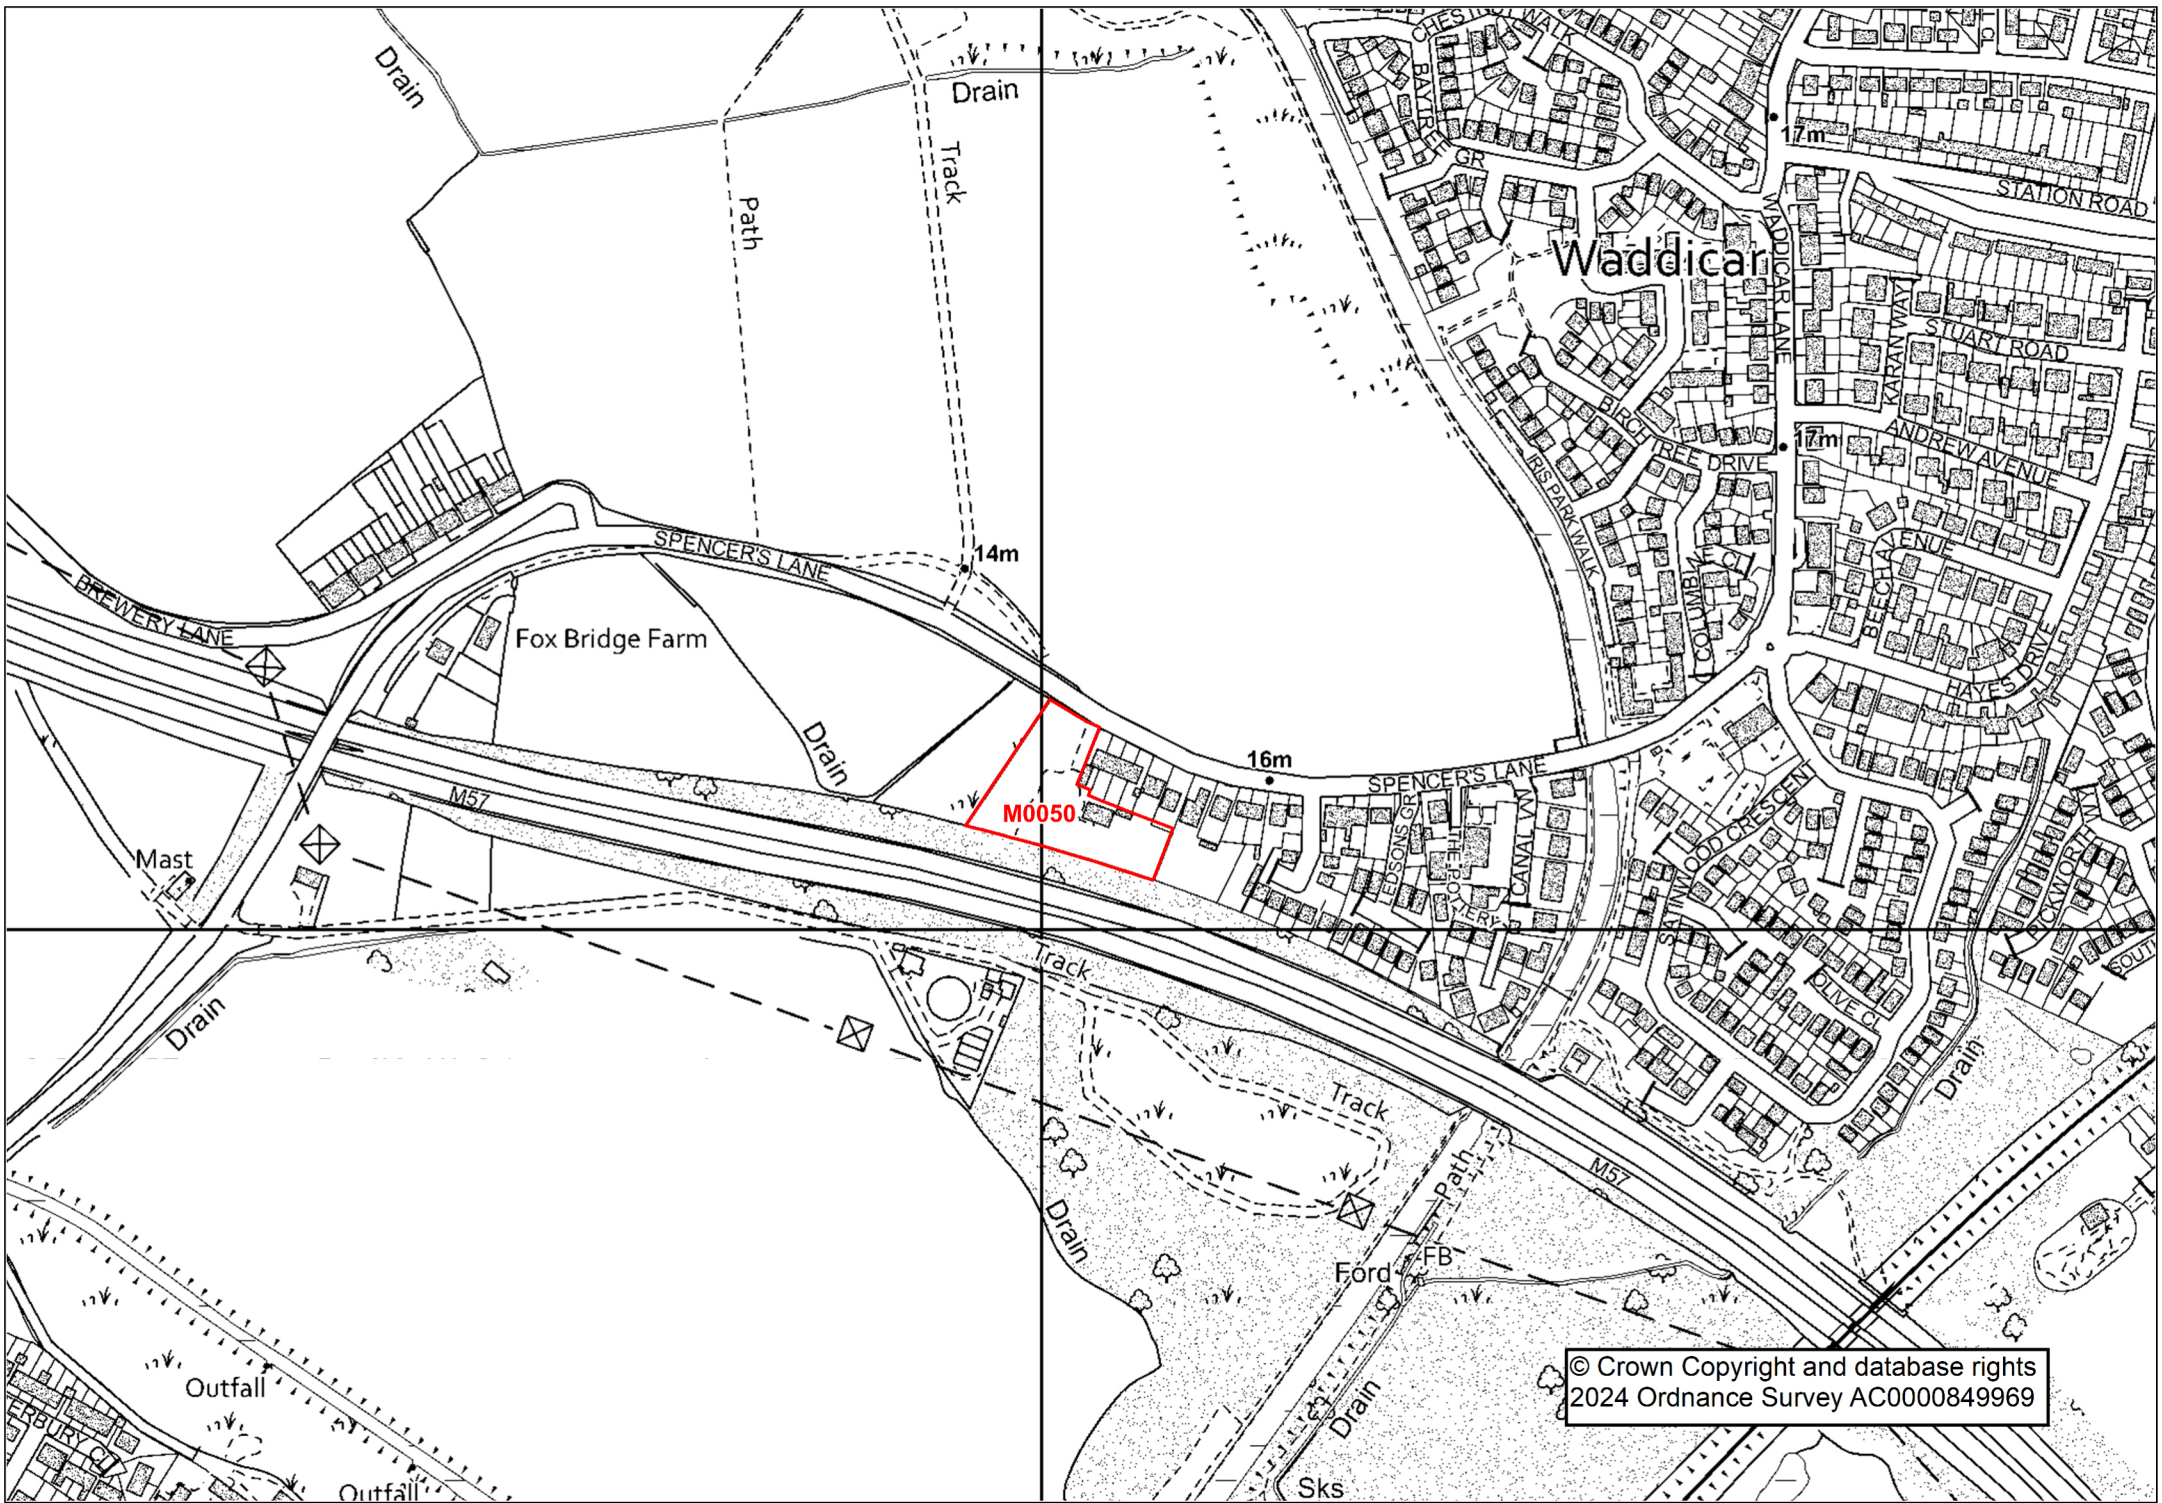 CHESTNUT WALK
BAYTREE GR
Drain
Drain
Track
Path
17m
STATION ROAD
Waddicar
WADDICAR LANE
KARAN WAY
STUART ROAD
BIRCH TREE DRIVE
17m
ANDREW AVENUE
IRIS PARK WALK
COLUMBINE CL
BEECH AVENUE
HAYES DRIVE
SPENCER'S LANE
14m
BREWERY LANE
Fox Bridge Farm
Drain
16m
SPENCER'S LANE
M57
M0050
EDSONS GR
THE POTTERY
CANAL VW
SATINWOOD CRESCENT
Mast
Track
OLIVE CL
Drain
Drain
Track
Path
M57
Drain
FB
Ford
© Crown Copyright and database rights
2024 Ordnance Survey AC0000849969
Outfall
Drain
Outfall
Sks